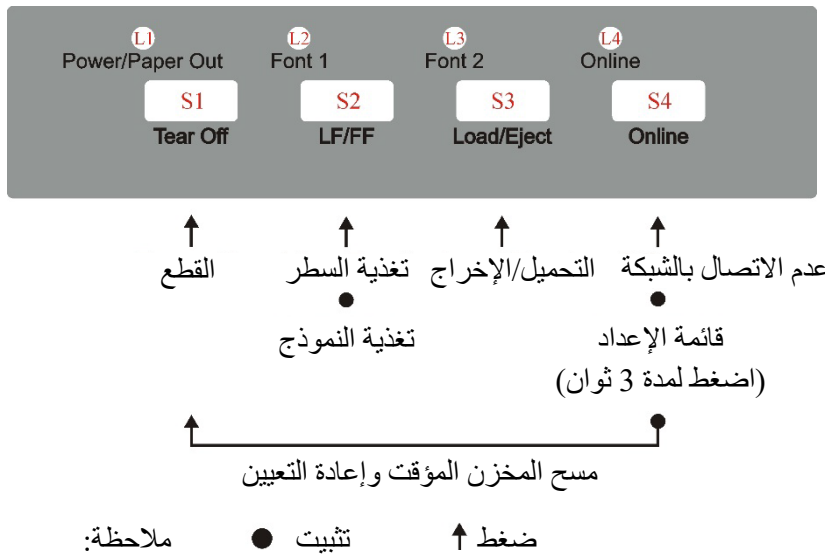 L1 L2 L3 L4
Power/Paper Out Font 1 Font 2 Online
S1 S2 S3 S4
Tear Off LF/FF Load/Eject Online
القطع تغذية السطر التحميل/الإخراج عدم الاتصال بالشبكة
تغذية النموذج قائمة الإعداد
(اضغط لمدة 3 ثوان)
مسح المخزن المؤقت وإعادة التعيين
ملاحظة: ● تثبيت ↑ ضغط